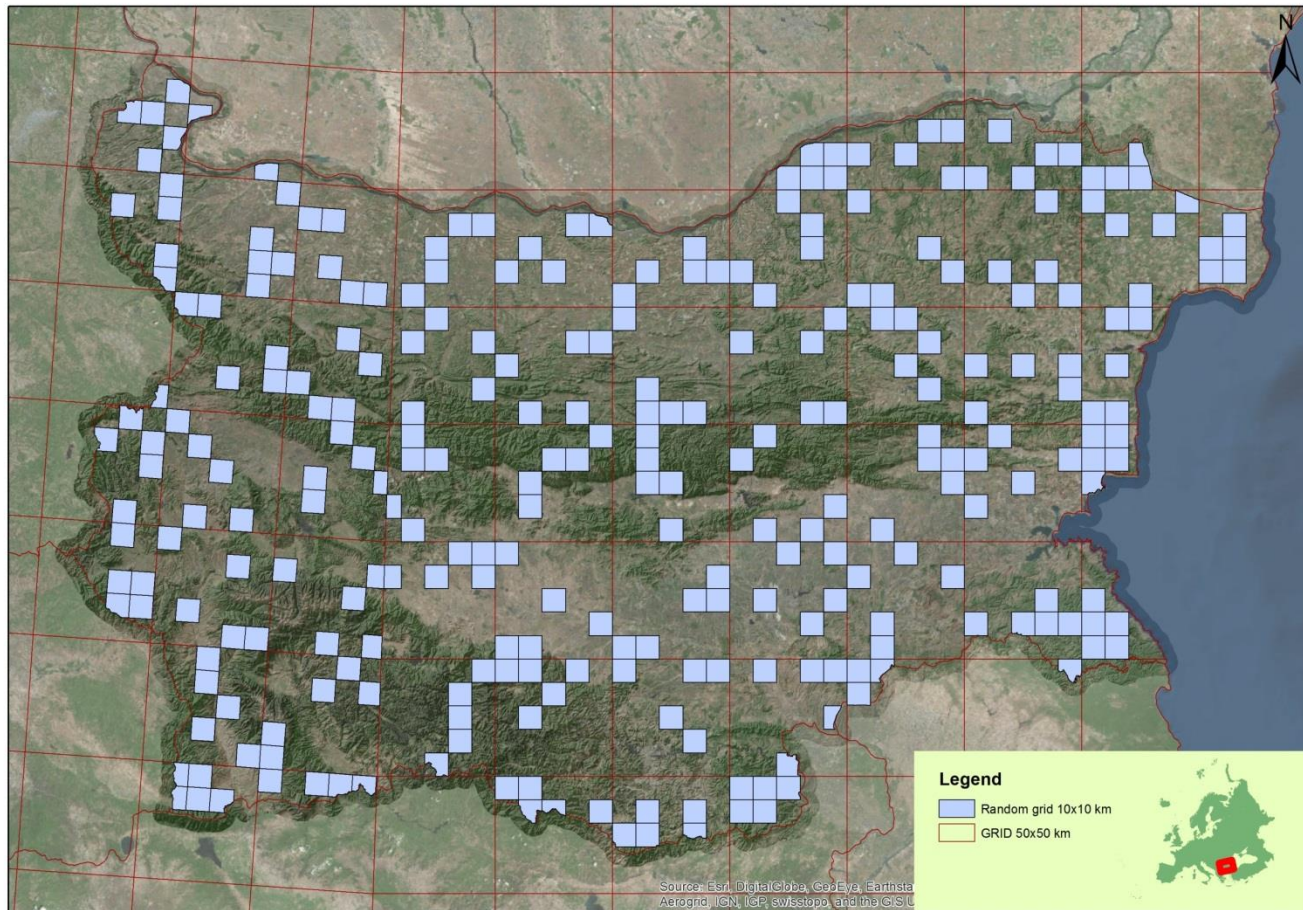 N
Legend
Random grid 10x10 km
GRID 50x50 km
Source: Esri, DigitalGlobe, GeoEye,
Aerogrid, IGN, IGP, swisstopo, and the GIS